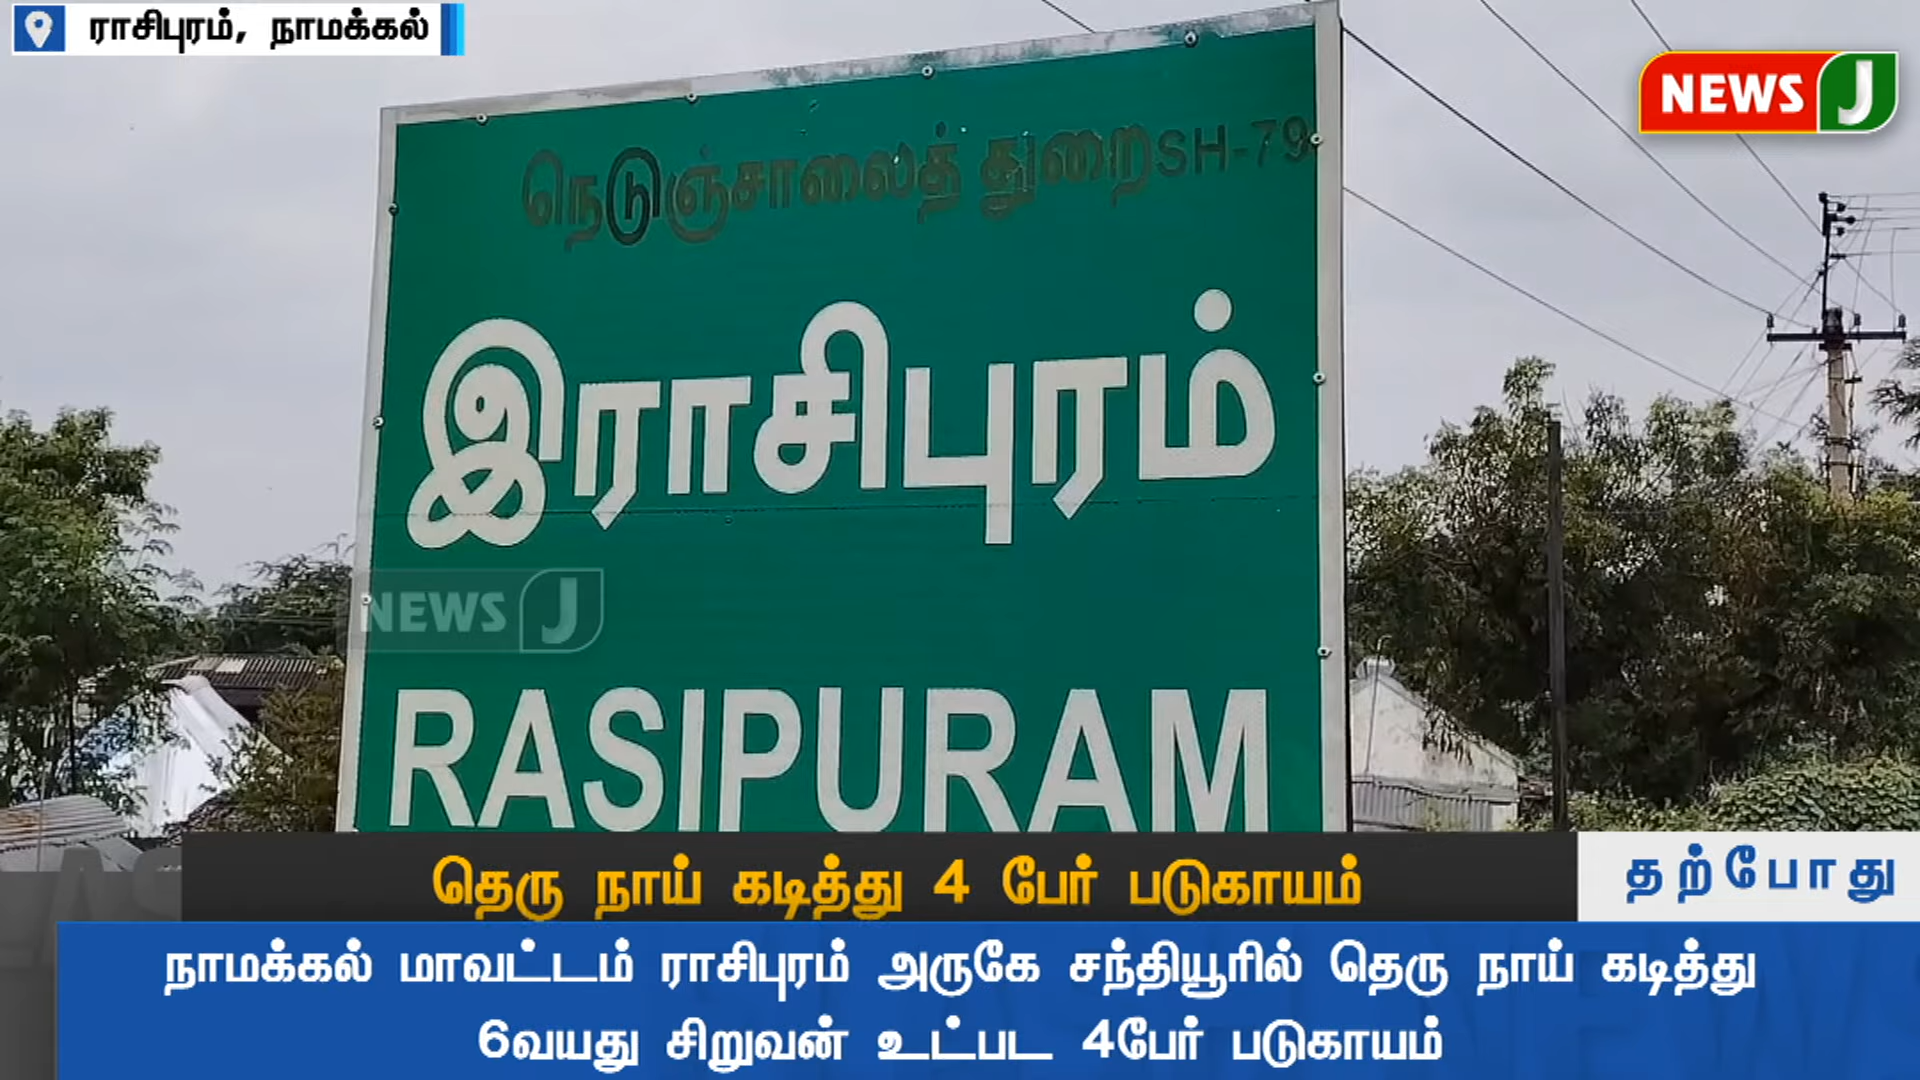 ராசிபுரம், நாமக்கல்
NEWS J
நெடுஞ்சாலைத் துறை SH-79
இராசிபுரம்
NEWS J
RASIPURAM
தெரு நாய் கடித்து 4 பேர் படுகாயம்
தற்போது
நாமக்கல் மாவட்டம் ராசிபுரம் அருகே சந்தியூரில் தெரு நாய் கடித்து
6வயது சிறுவன் உட்பட 4பேர் படுகாயம்